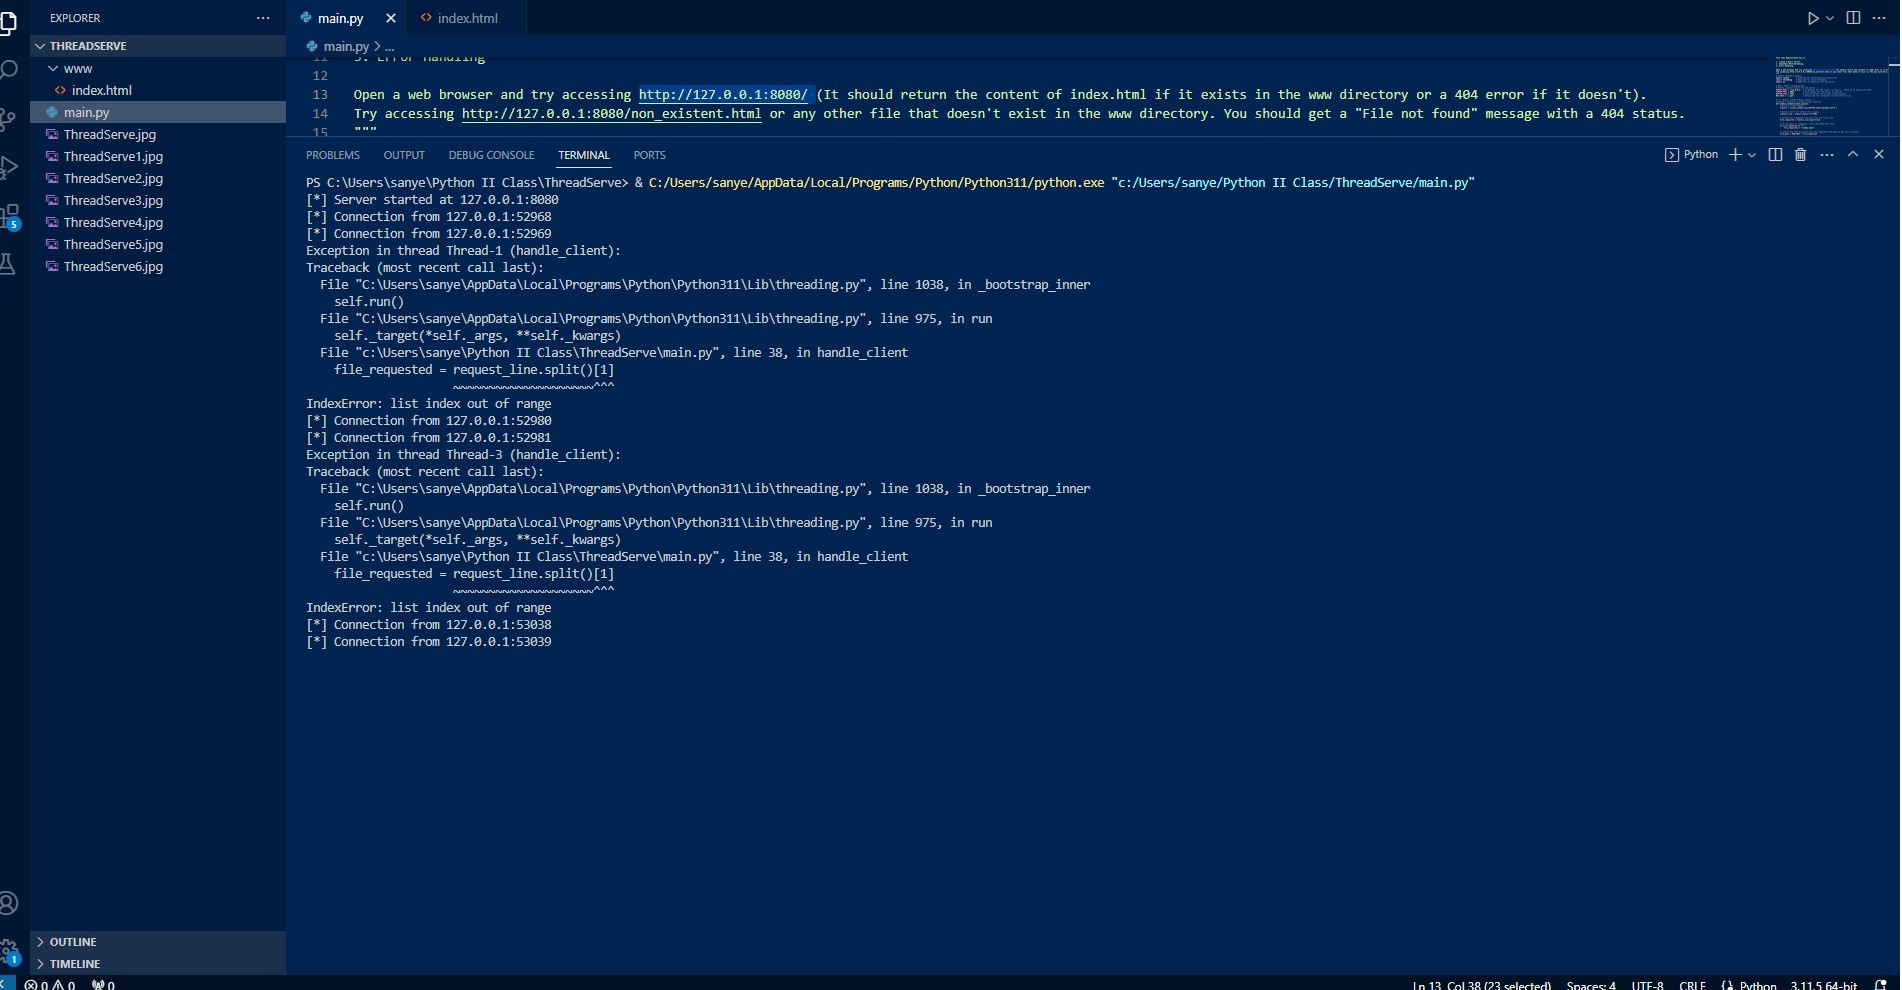 EXPLORER
THREADSERVE
www
index.html
main.py
ThreadServe.jpg
ThreadServe1.jpg
ThreadServe2.jpg
ThreadServe3.jpg
ThreadServe4.jpg
ThreadServe5.jpg
ThreadServe6.jpg
5
OUTLINE
TIMELINE
1
main.py index.html
main.py > ...
11 3. Error Handling
12
13 Open a web browser and try accessing http://127.0.0.1:8080/ (It should return the content of index.html if it exists in the www directory or a 404 error if it doesn't).
14 Try accessing http://127.0.0.1:8080/non_existent.html or any other file that doesn't exist in the www directory. You should get a "File not found" message with a 404 status.
15 """
PROBLEMS OUTPUT DEBUG CONSOLE TERMINAL PORTS Python
PS C:\Users\sanye\Python II Class\ThreadServe> & C:/Users/sanye/AppData/Local/Programs/Python/Python311/python.exe "c:/Users/sanye/Python II Class/ThreadServe/main.py"
[*] Server started at 127.0.0.1:8080
[*] Connection from 127.0.0.1:52968
[*] Connection from 127.0.0.1:52969
Exception in thread Thread-1 (handle_client):
Traceback (most recent call last):
  File "C:\Users\sanye\AppData\Local\Programs\Python\Python311\Lib\threading.py", line 1038, in _bootstrap_inner
    self.run()
  File "C:\Users\sanye\AppData\Local\Programs\Python\Python311\Lib\threading.py", line 975, in run
    self._target(*self._args, **self._kwargs)
  File "c:\Users\sanye\Python II Class\ThreadServe\main.py", line 38, in handle_client
    file_requested = request_line.split()[1]
                     ~~~~~~~~~~~~~~~~~~~~^^^
IndexError: list index out of range
[*] Connection from 127.0.0.1:52980
[*] Connection from 127.0.0.1:52981
Exception in thread Thread-3 (handle_client):
Traceback (most recent call last):
  File "C:\Users\sanye\AppData\Local\Programs\Python\Python311\Lib\threading.py", line 1038, in _bootstrap_inner
    self.run()
  File "C:\Users\sanye\AppData\Local\Programs\Python\Python311\Lib\threading.py", line 975, in run
    self._target(*self._args, **self._kwargs)
  File "c:\Users\sanye\Python II Class\ThreadServe\main.py", line 38, in handle_client
    file_requested = request_line.split()[1]
                     ~~~~~~~~~~~~~~~~~~~~^^^
IndexError: list index out of range
[*] Connection from 127.0.0.1:53038
[*] Connection from 127.0.0.1:53039
0 0 0 Ln 13, Col 38 (23 selected) Spaces: 4 UTF-8 CRLF Python 3.11.5 64-bit